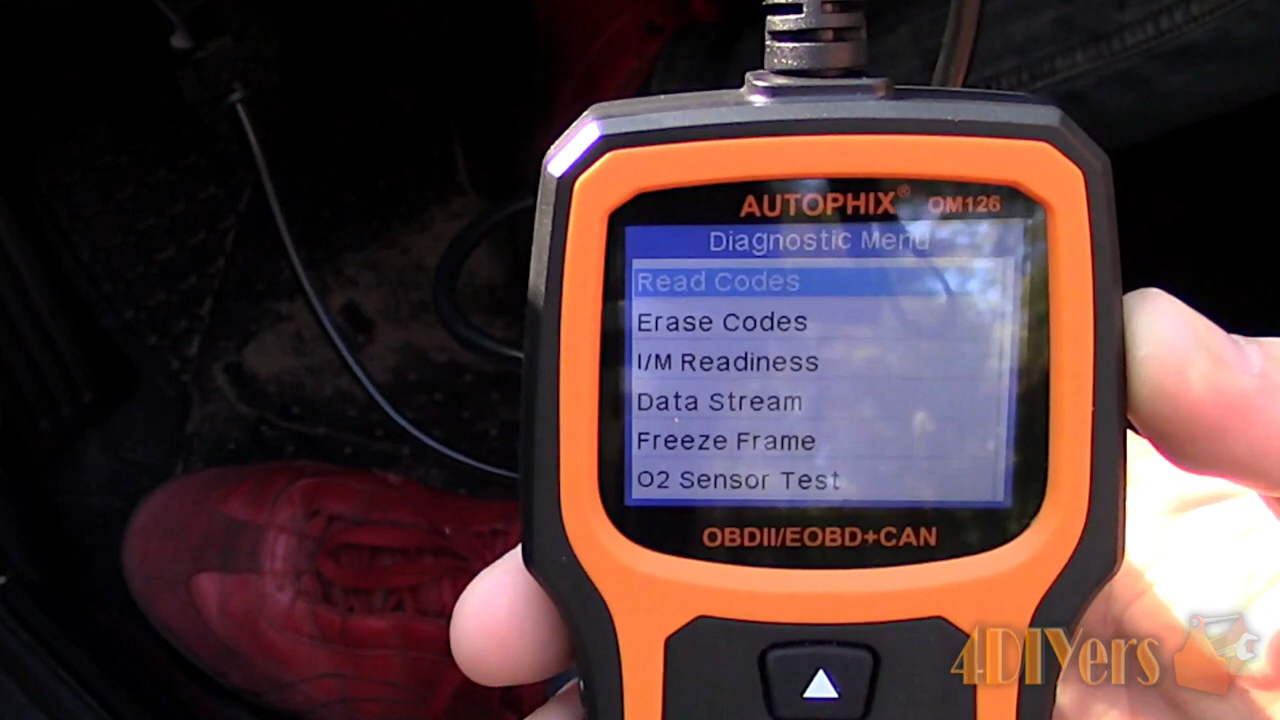 AUTOPHIX® OM126
Diagnostic Menu
Read Codes
Erase Codes
I/M Readiness
Data Stream
Freeze Frame
O2 Sensor Test
OBDII/EOBD+CAN
4DIYers